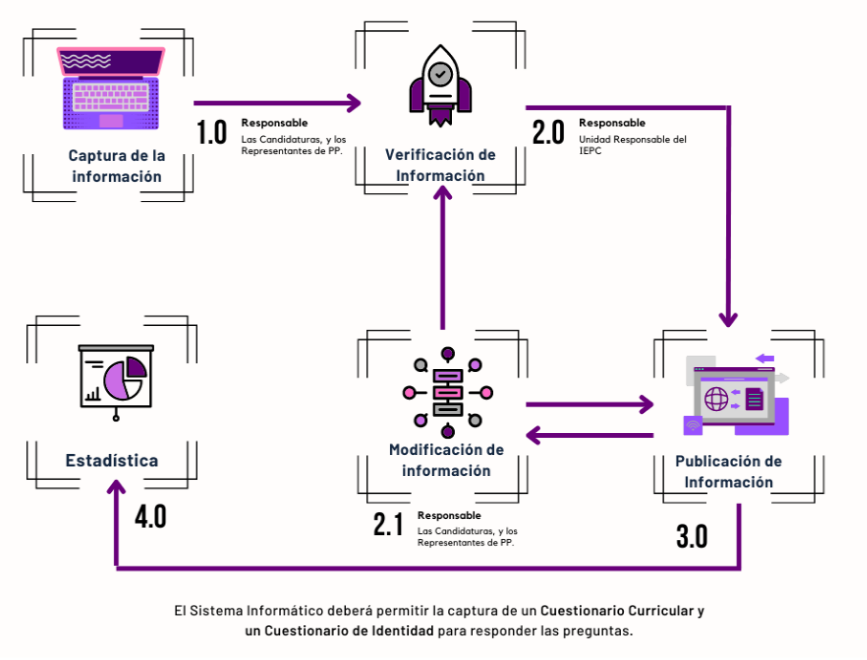 Captura de la
información
1.0
Responsable
Las Candidaturas, y los
Representantes de PP.
Verificación de
Información
2.0
Responsable
Unidad Responsable del
IEPC
Estadística
4.0
Modificación de
información
2.1
Responsable
Las Candidaturas, y los
Representantes de PP.
Publicación de
Información
3.0
El Sistema Informático deberá permitir la captura de un Cuestionario Curricular y
un Cuestionario de Identidad para responder las preguntas.